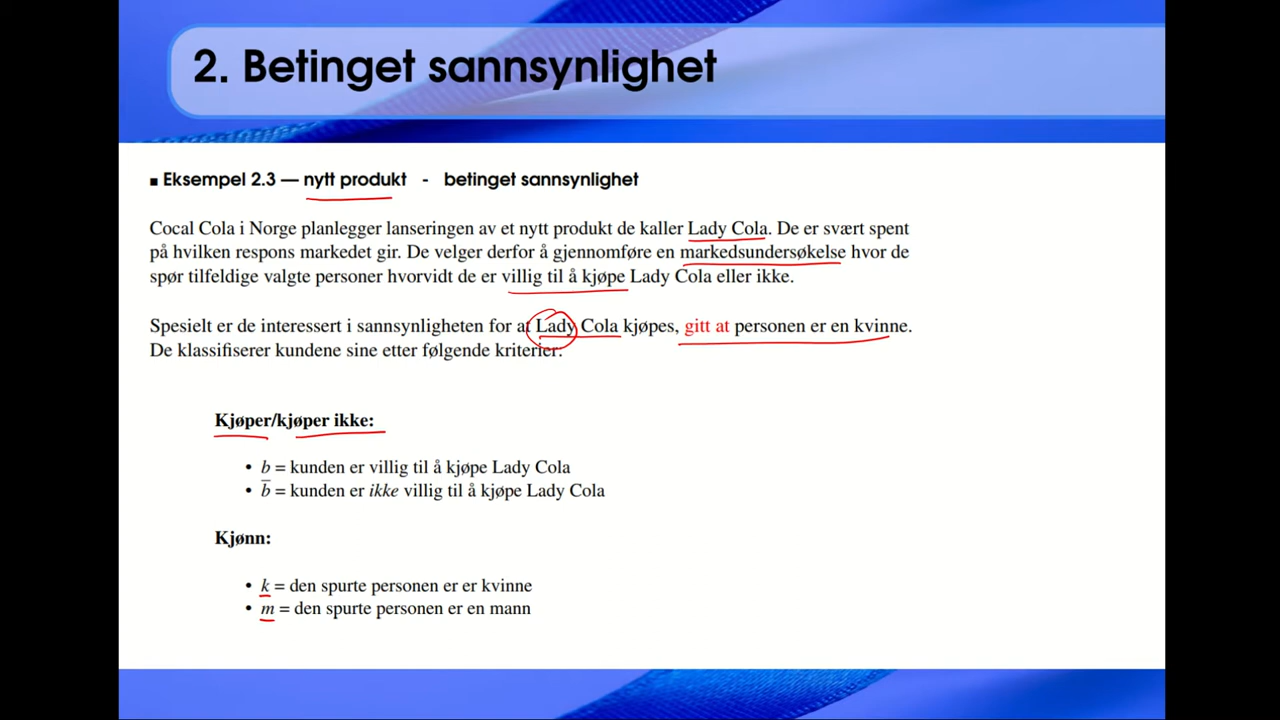 2. Betinget sannsynlighet
▪ Eksempel 2.3 — nytt produkt - betinget sannsynlighet
Cocal Cola i Norge planlegger lanseringen av et nytt produkt de kaller Lady Cola. De er svært spent
på hvilken respons markedet gir. De velger derfor å gjennomføre en markedsundersøkelse hvor de
spør tilfeldige valgte personer hvorvidt de er villig til å kjøpe Lady Cola eller ikke.
Spesielt er de interessert i sannsynligheten for at Lady Cola kjøpes, gitt at personen er en kvinne.
De klassifiserer kundene sine etter følgende kriterier:
Kjøper/kjøper ikke:
• b = kunden er villig til å kjøpe Lady Cola
• b̅ = kunden er ikke villig til å kjøpe Lady Cola
Kjønn:
• k = den spurte personen er er kvinne
• m = den spurte personen er en mann